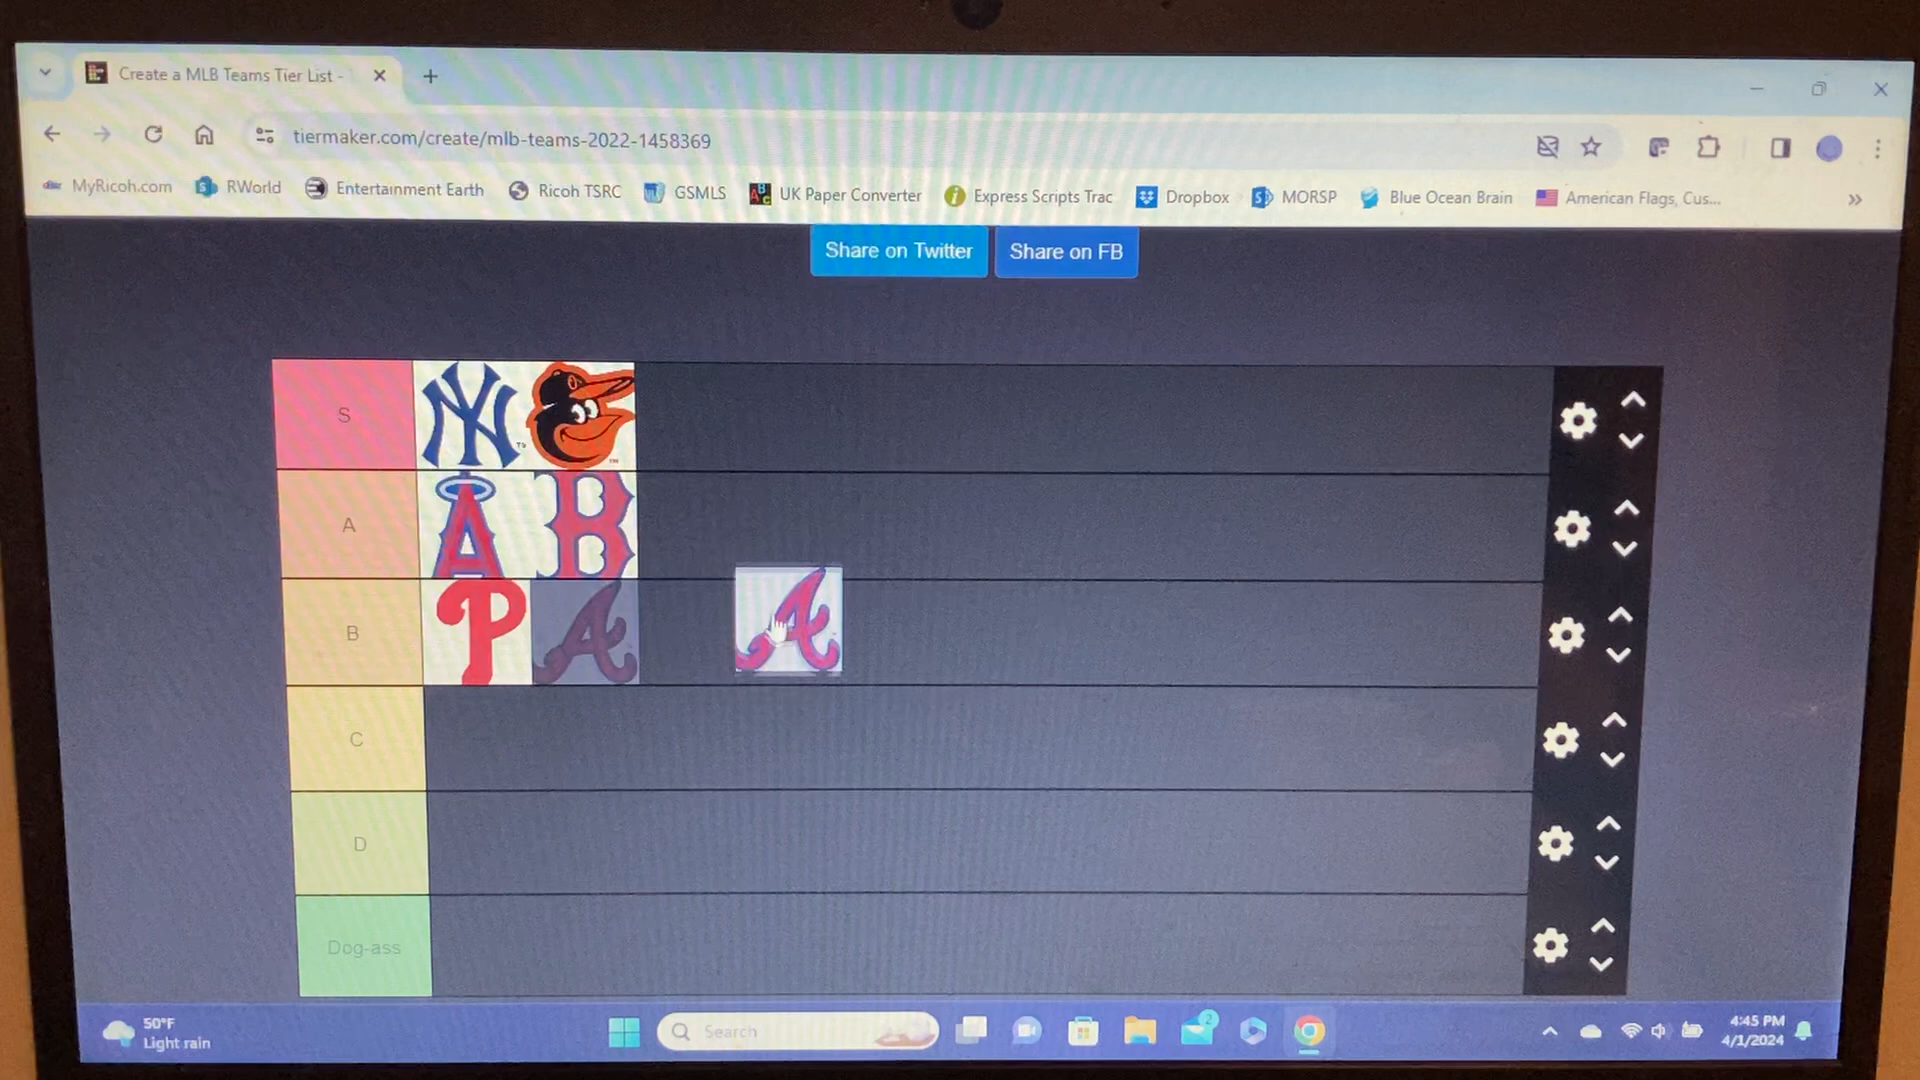 Create a MLB Teams Tier List -
tiermaker.com/create/mlb-teams-2022-1458369
MyRicoh.com RWorld Entertainment Earth Ricoh TSRC GSMLS UK Paper Converter Express Scripts Trac Dropbox MORSP Blue Ocean Brain American Flags, Cus...
Share on Twitter Share on FB
S NY
A A B
B P A A
C
D
Dog-ass
50°F
Light rain
Search
2
4:45 PM
4/1/2024